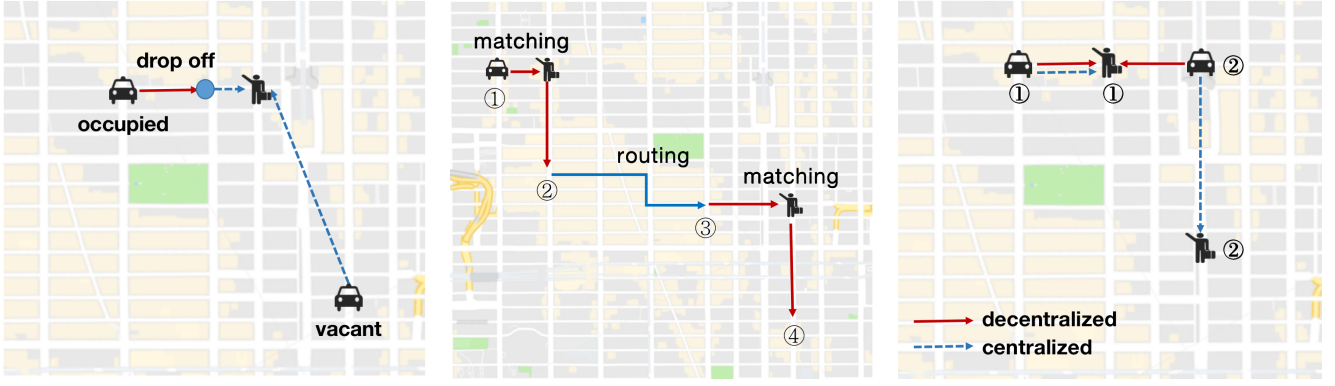 drop off
occupied
vacant
matching
①
②
routing
③
matching
④
①
①
②
②
decentralized
centralized